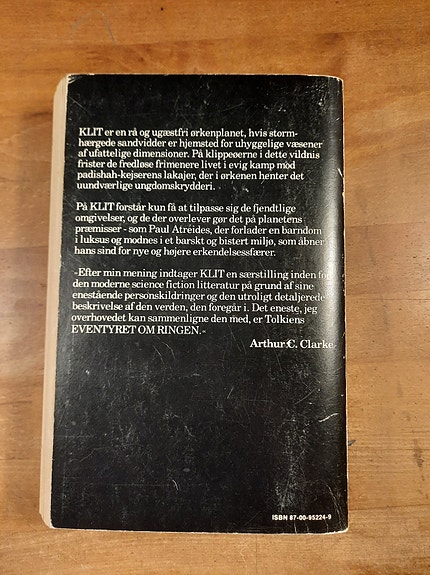 KLIT er en rå og ugæstfri ørkenplanet, hvis storm-
hærgede sandvidder er hjemsted for uhyggelige væsener
af ufattelige dimensioner. På klippeøerne i dette vildnis
frister de fredløse frimenere livet i evig kamp mod
padishah-kejserens lakajer, der i ørkenen henter det
uundværlige ungdomskrydderi.
På KLIT forstår kun få at tilpasse sig de fjendtlige
omgivelser, og de der overlever gør det på planetens
præmisser - som Paul Atréides, der forlader en barndom
i luksus og modnes i et barskt og bistert miljø, som åbner
hans sind for nye og højere erkendelsessfærer.
»Efter min mening indtager KLIT en særstilling inden for
den moderne science fiction litteratur på grund af sine
enestående personskildringer og den utroligt detaljerede
beskrivelse af den verden, den foregår i. Det eneste, jeg
overhovedet kan sammenligne den med, er Tolkiens
EVENTYRET OM RINGEN.«
Arthur C. Clarke
ISBN 87-00-95224-9